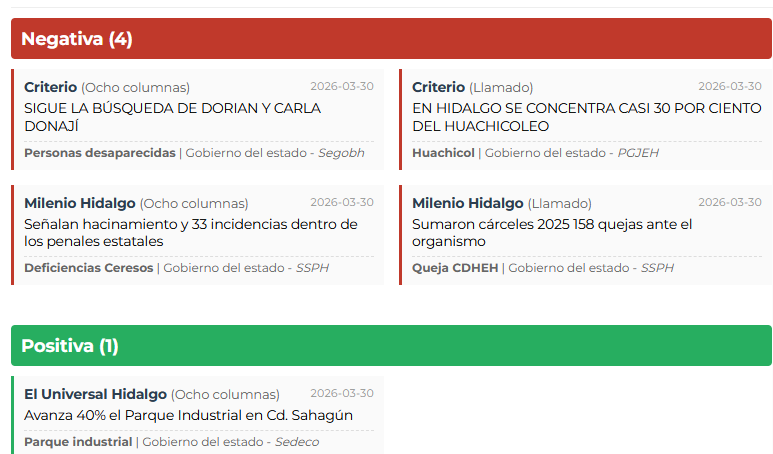 Negativa (4)
Criterio (Ocho columnas) 2026-03-30
SIGUE LA BÚSQUEDA DE DORIAN Y CARLA
DONAJÍ
Personas desaparecidas | Gobierno del estado - Segobh
Criterio (Llamado) 2026-03-30
EN HIDALGO SE CONCENTRA CASI 30 POR CIENTO
DEL HUACHICOLEO
Huachicol | Gobierno del estado - PGJEH
Milenio Hidalgo (Ocho columnas) 2026-03-30
Señalan hacinamiento y 33 incidencias dentro de
los penales estatales
Deficiencias Ceresos | Gobierno del estado - SSPH
Milenio Hidalgo (Llamado) 2026-03-30
Sumaron cárceles 2025 158 quejas ante el
organismo
Queja CDHEH | Gobierno del estado - SSPH
Positiva (1)
El Universal Hidalgo (Ocho columnas) 2026-03-30
Avanza 40% el Parque Industrial en Cd. Sahagún
Parque industrial | Gobierno del estado - Sedeco